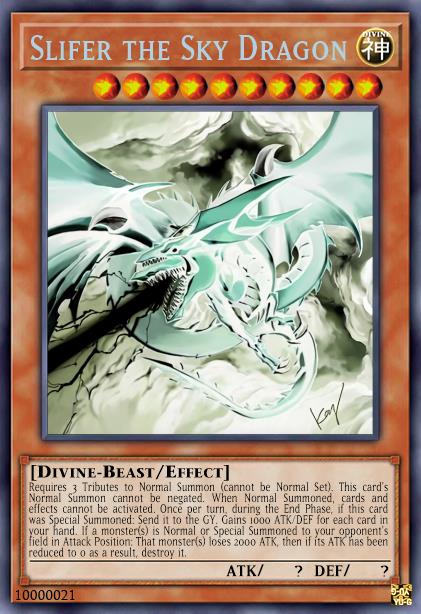 Slifer the Sky Dragon
DIVINE
神
Kay
[Divine-Beast/Effect]
Requires 3 Tributes to Normal Summon (cannot be Normal Set). This card's
Normal Summon cannot be negated. When Normal Summoned, cards and
effects cannot be activated. Once per turn, during the End Phase, if this card
was Special Summoned: Send it to the GY. Gains 1000 ATK/DEF for each card in
your hand. If a monster(s) is Normal or Special Summoned to your opponent's
field in Attack Position: That monster(s) loses 2000 ATK, then if its ATK has been
reduced to 0 as a result, destroy it.
ATK/ ? DEF/ ?
10000021